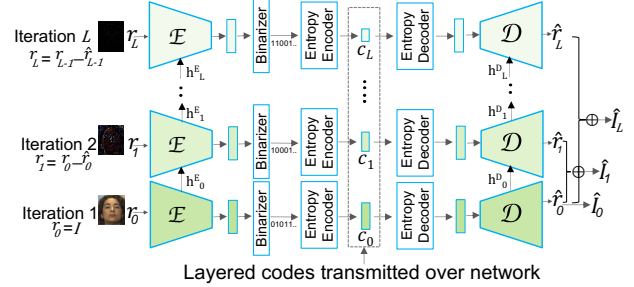 Iteration L
r_L = r_{L-1} - r̂_{L-1}
r_L
ℰ
Binarizer
11001..
Entropy Encoder
c_L
Entropy Decoder
𝒟
r̂_L
h^E_L
h^D_L
Î_L
h^E_1
h^D_1
Iteration 2
r_1 = r_0 - r̂_0
r_1
ℰ
Binarizer
10001..
Entropy Encoder
c_1
Entropy Decoder
𝒟
r̂_1
Î_1
h^E_0
h^D_0
Iteration 1
r_0 = I
r_0
ℰ
Binarizer
01011..
Entropy Encoder
c_0
Entropy Decoder
𝒟
r̂_0
Î_0
Layered codes transmitted over network